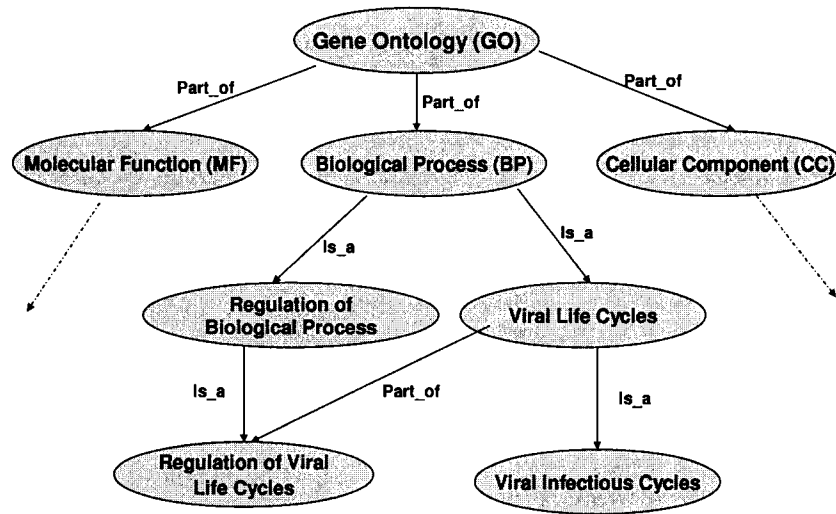 Gene Ontology (GO)
Part_of
Part_of
Part_of
Molecular Function (MF)
Biological Process (BP)
Cellular Component (CC)
Is_a
Is_a
Regulation of
Biological Process
Viral Life Cycles
Is_a
Part_of
Is_a
Regulation of Viral
Life Cycles
Viral Infectious Cycles